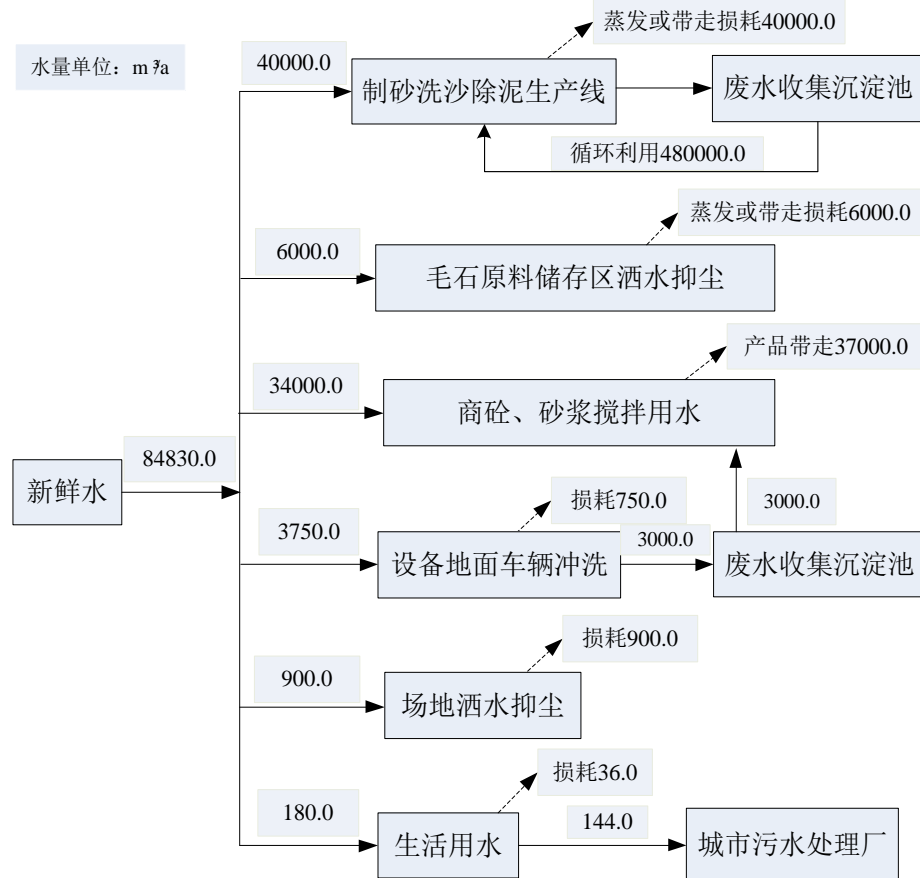 蒸发或带走损耗40000.0
水量单位：m³/a
40000.0
制砂洗沙除泥生产线
废水收集沉淀池
循环利用480000.0
蒸发或带走损耗6000.0
6000.0
毛石原料储存区洒水抑尘
产品带走37000.0
34000.0
商砼、砂浆搅拌用水
84830.0
新鲜水
损耗750.0
3000.0
3750.0
3000.0
设备地面车辆冲洗
废水收集沉淀池
损耗900.0
900.0
场地洒水抑尘
损耗36.0
180.0
144.0
生活用水
城市污水处理厂